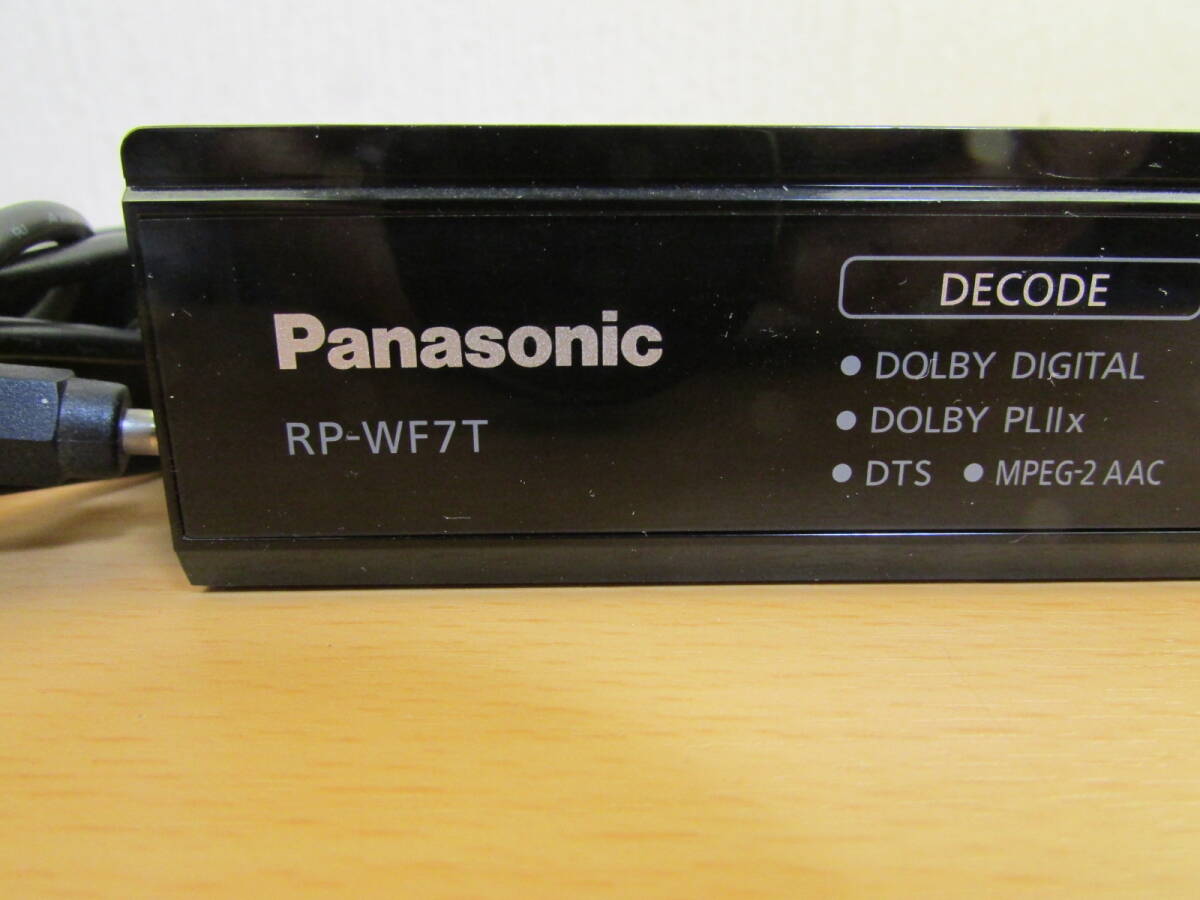 Panasonic
RP-WF7T
DECODE
• DOLBY DIGITAL
• DOLBY PLIIx
• DTS • MPEG-2 AAC